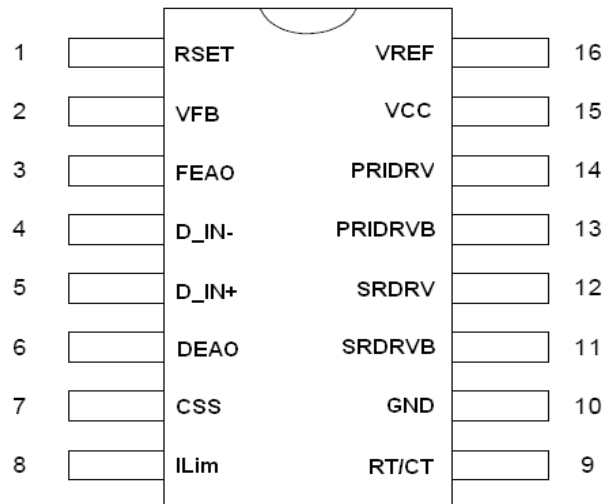 1 RSET VREF 16
2 VFB VCC 15
3 FEAO PRIDRV 14
4 D_IN- PRIDRVB 13
5 D_IN+ SRDRV 12
6 DEAO SRDRVB 11
7 CSS GND 10
8 ILim RT/CT 9